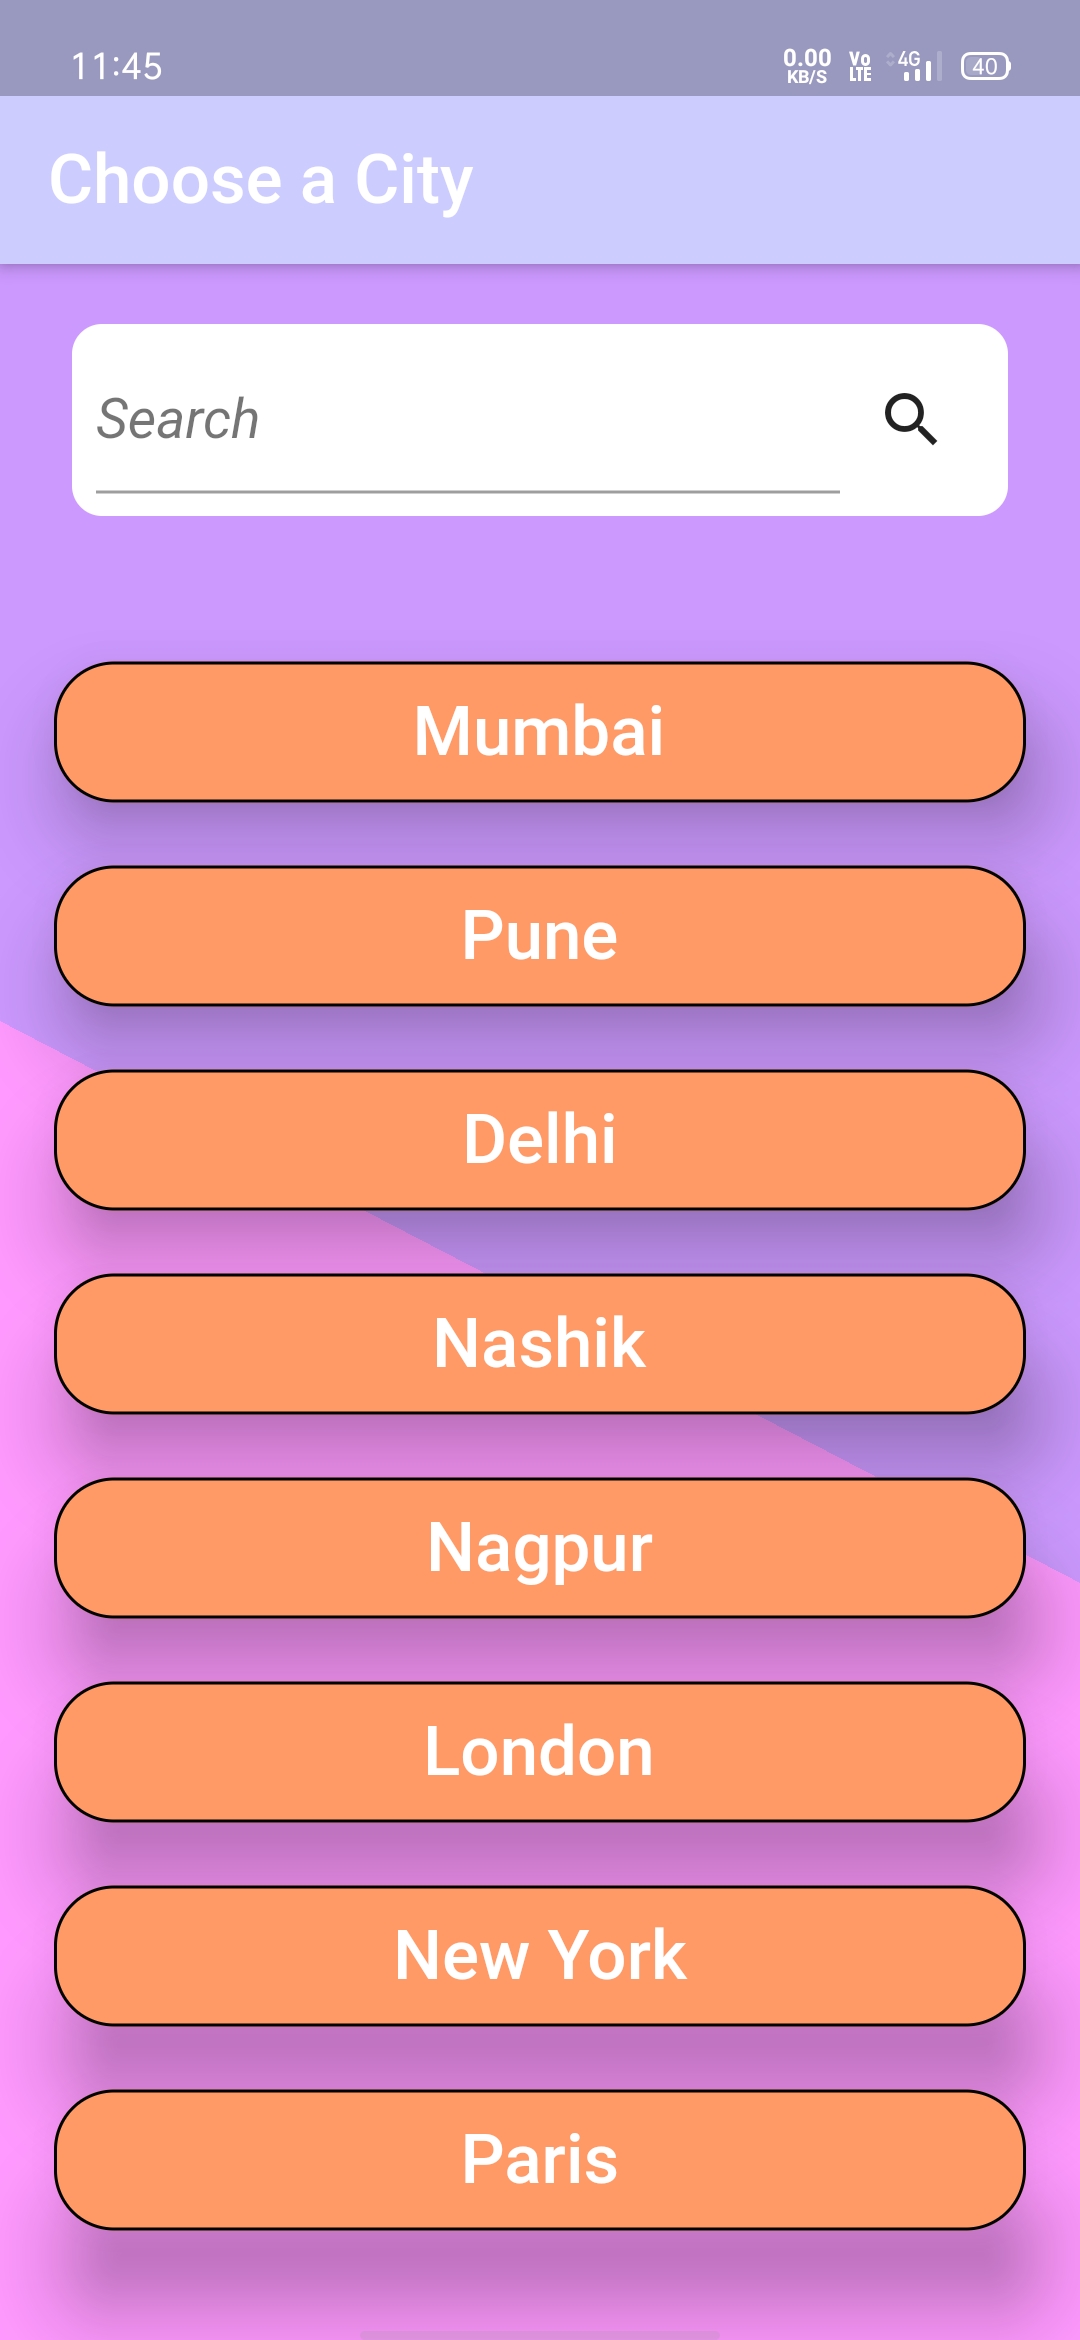 11:45
0.00
KB/S
Vo
LTE
4G
40
Choose a City
Search
Mumbai
Pune
Delhi
Nashik
Nagpur
London
New York
Paris